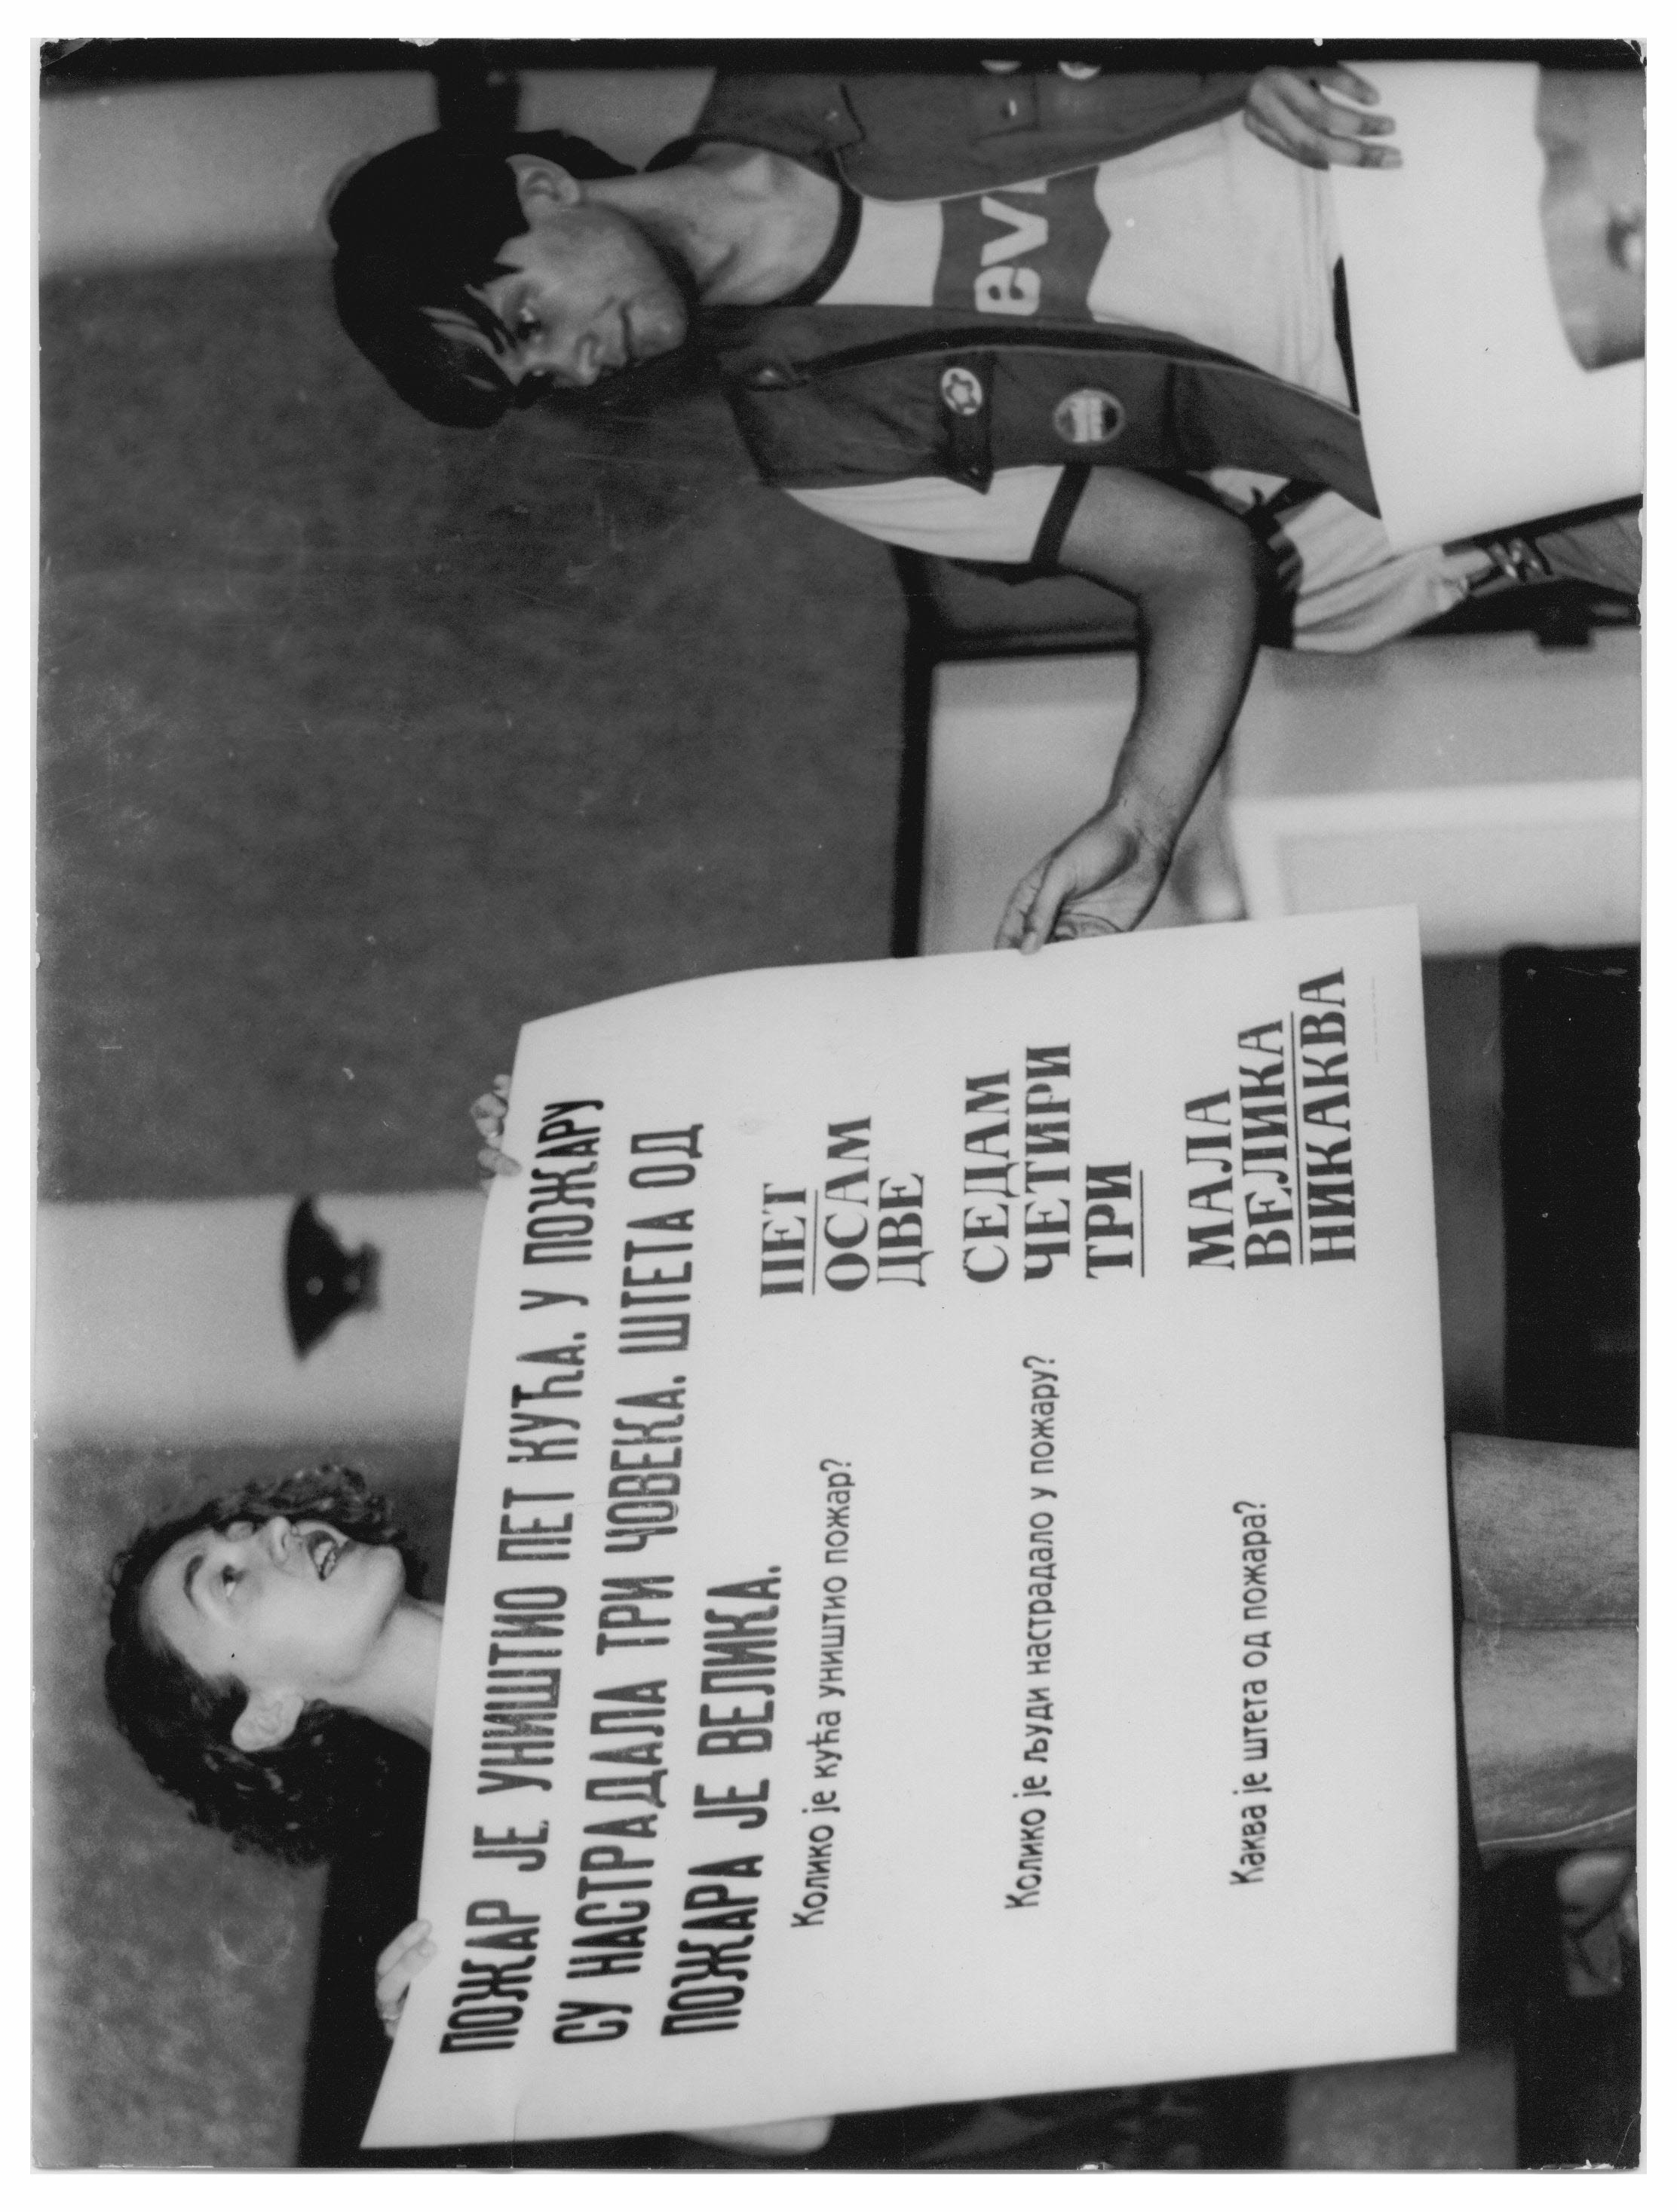 ПОЖАР ЈЕ УНИШТИО ПЕТ КУЋА. У ПОЖАРУ
СУ НАСТРАДАЛА ТРИ ЧОВЕКА. ШТЕТА ОД
ПОЖАРА ЈЕ ВЕЛИКА.
Колико је кућа уништио пожар?
ПЕТ
ОСАМ
ДВЕ
Колико је људи настрадало у пожару?
СЕДАМ
ЧЕТИРИ
ТРИ
Каква је штета од пожара?
МАЛА
ВЕЛИКА
НИКАКВА